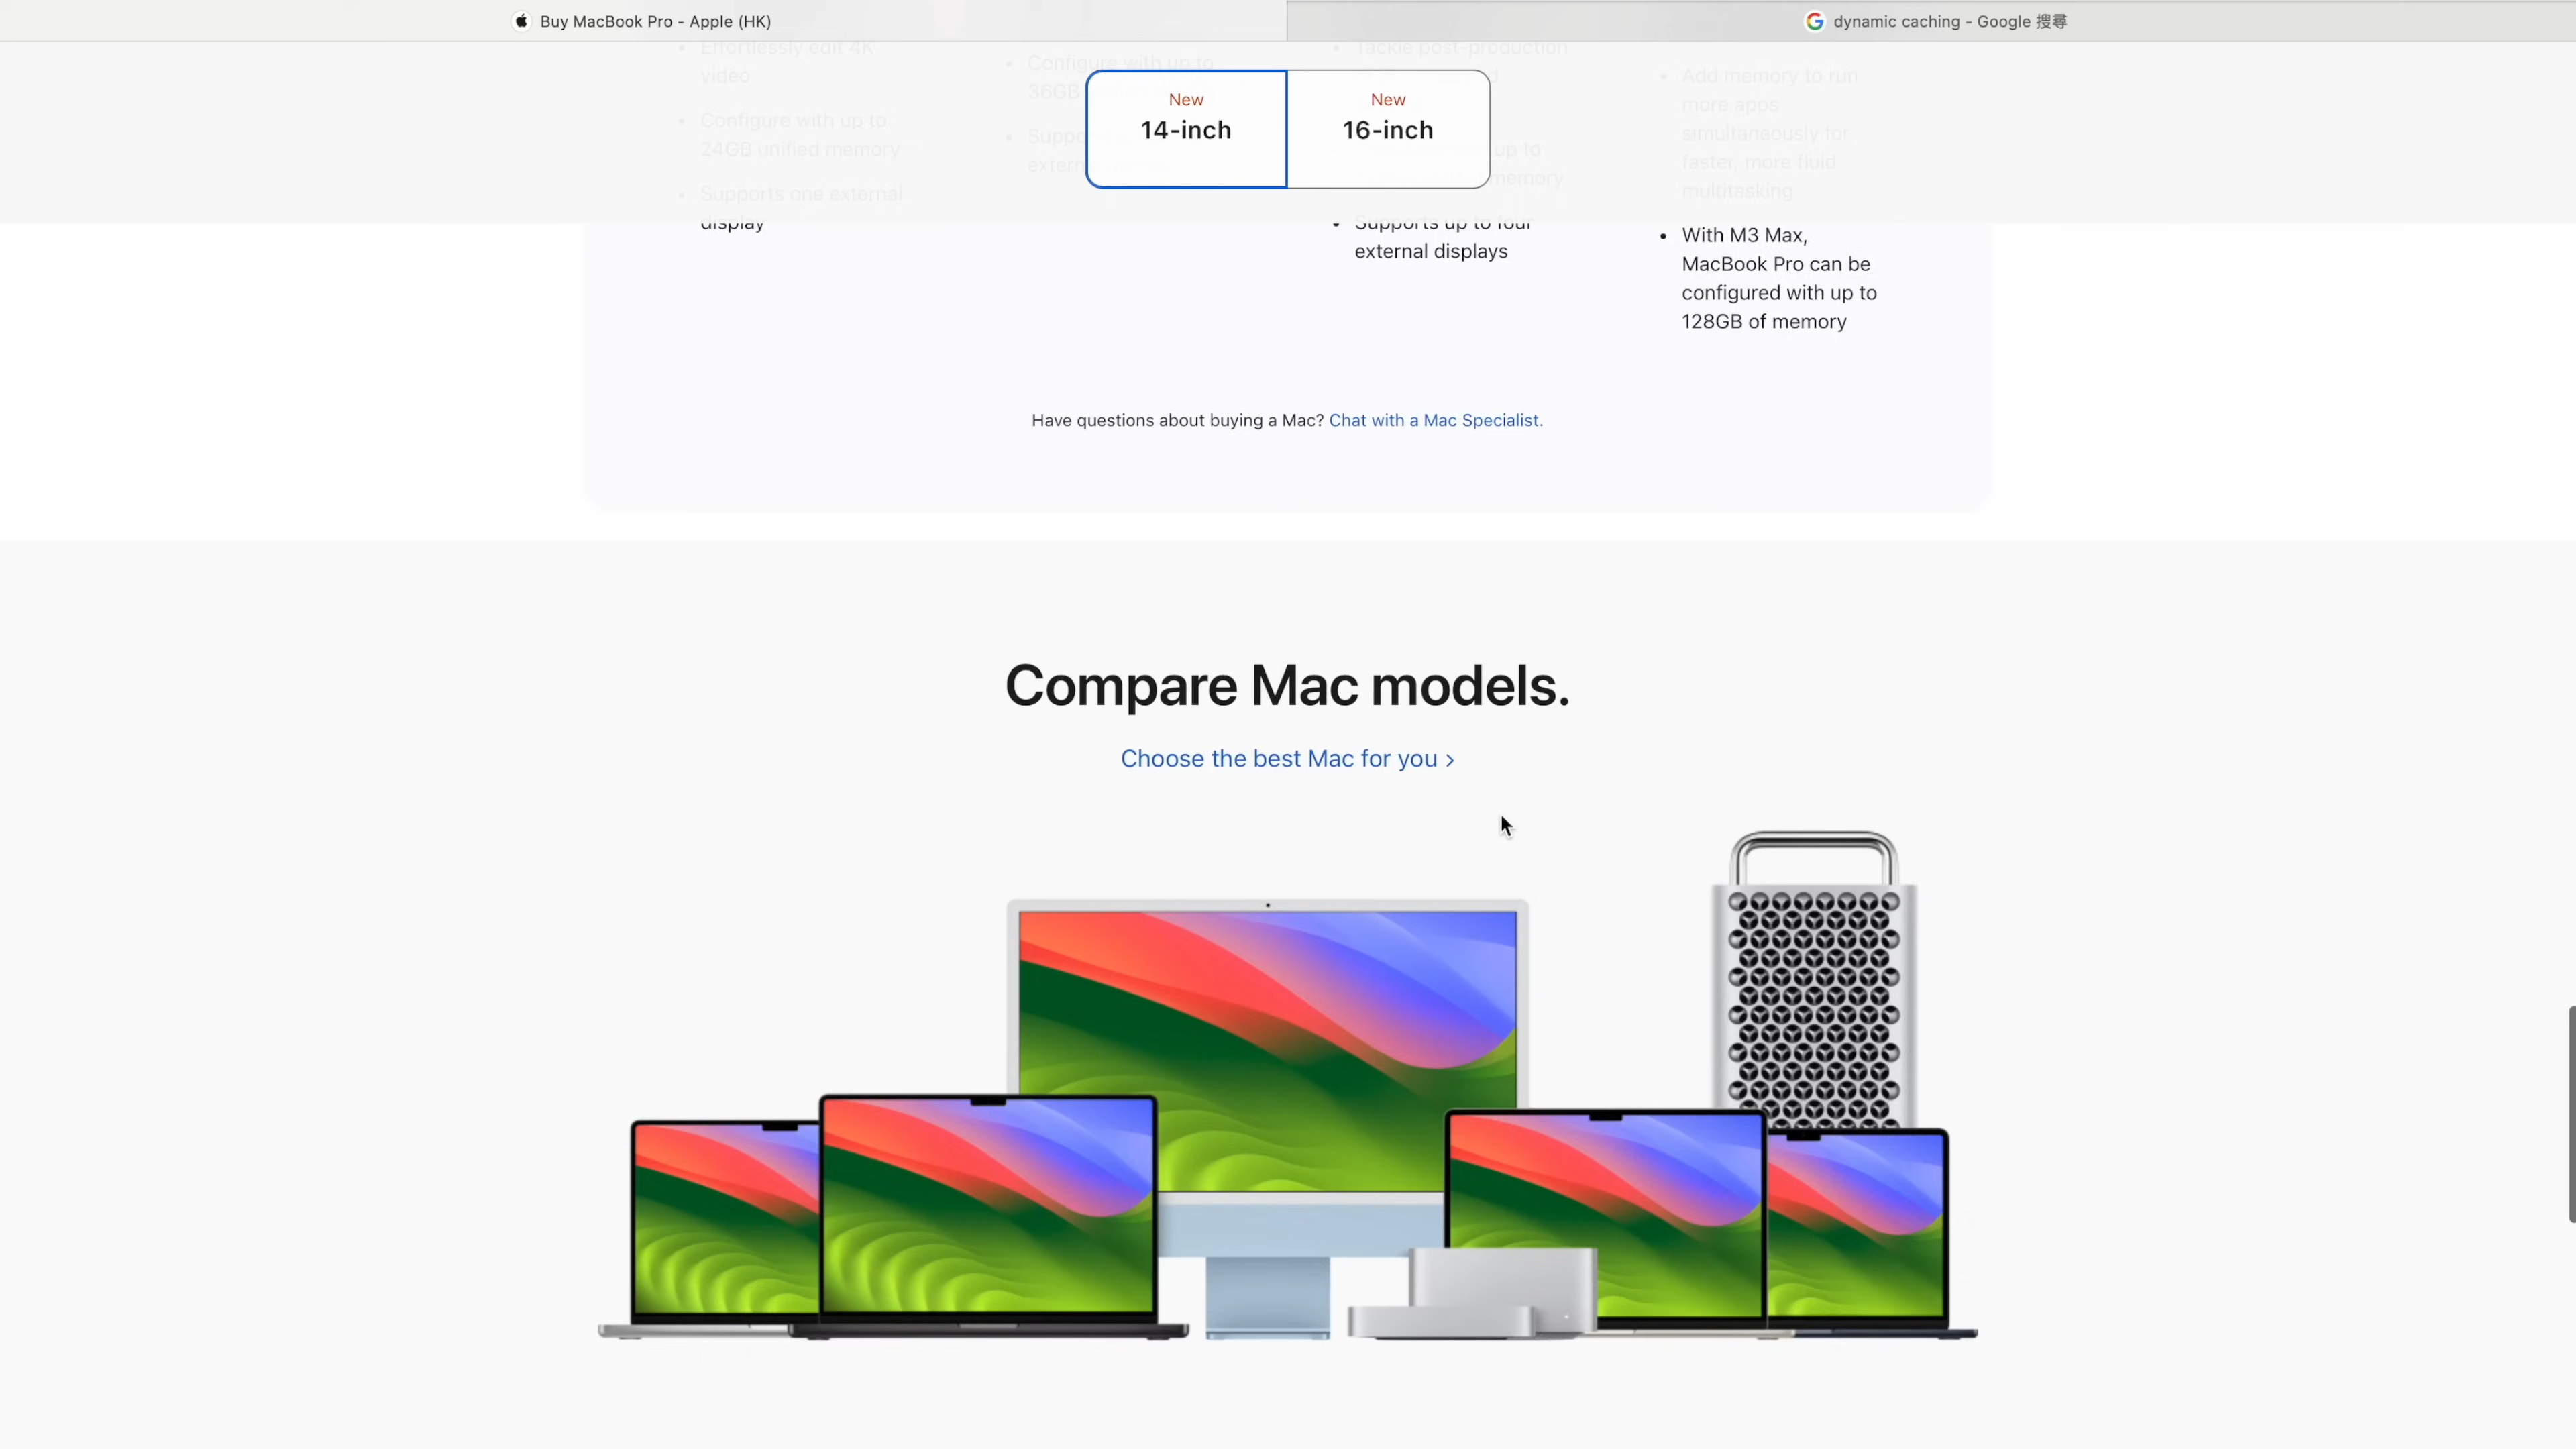 Buy MacBook Pro - Apple (HK)
dynamic caching - Google 搜尋
New
14-inch
New
16-inch
Effortlessly edit 4K
video
Configure with up to
24GB unified memory
Supports one external
display
Configure with up to
36GB
Tackle post-production
up to
memory
Supports up to four
external displays
Add memory to run
more apps
simultaneously for
faster, more fluid
multitasking
With M3 Max,
MacBook Pro can be
configured with up to
128GB of memory
Have questions about buying a Mac? Chat with a Mac Specialist.
Compare Mac models.
Choose the best Mac for you >